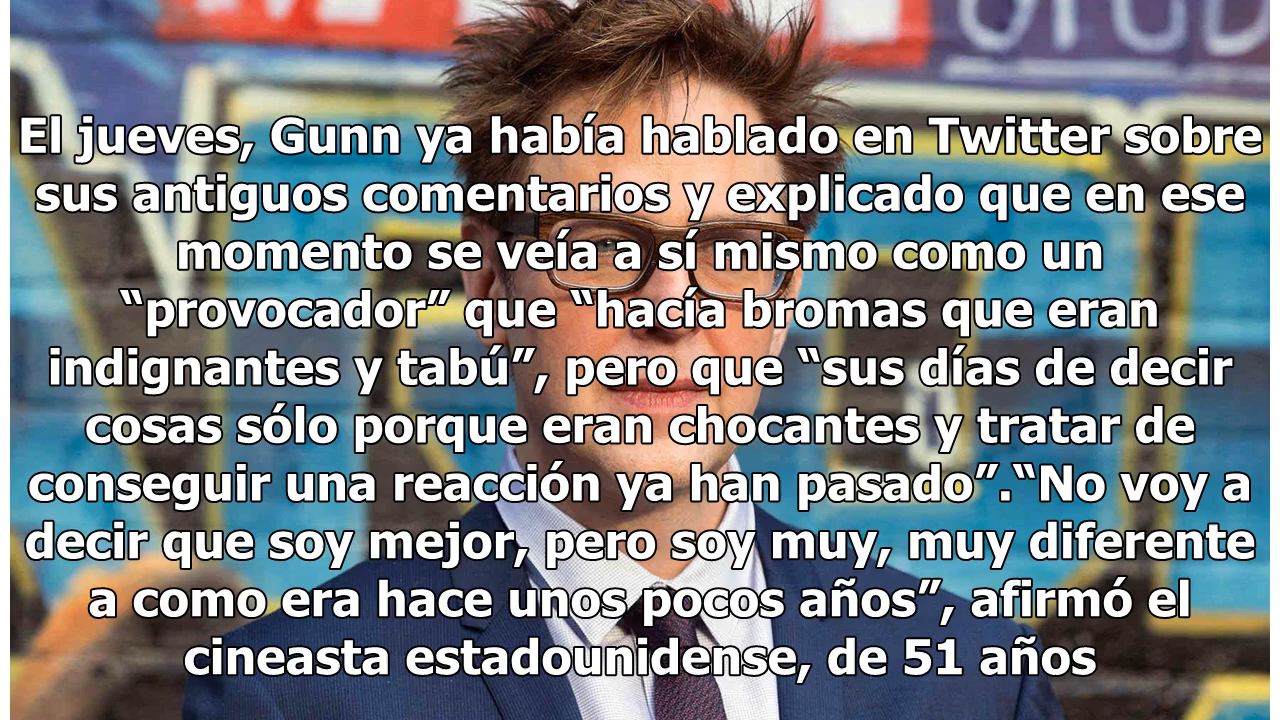 El jueves, Gunn ya había hablado en Twitter sobre
sus antiguos comentarios y explicado que en ese
momento se veía a sí mismo como un
“provocador” que “hacía bromas que eran
indignantes y tabú”, pero que “sus días de decir
cosas sólo porque eran chocantes y tratar de
conseguir una reacción ya han pasado”.“No voy a
decir que soy mejor, pero soy muy, muy diferente
a como era hace unos pocos años”, afirmó el
cineasta estadounidense, de 51 años